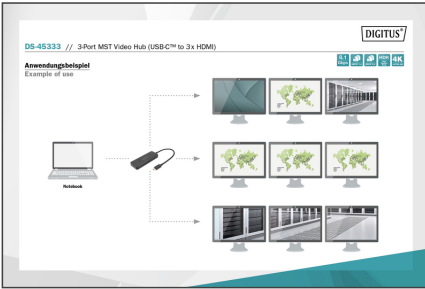 DIGITUS®
DS-45333 // 3-Port MST Video Hub (USB-C™ to 3x HDMI)
Anwendungsbeispiel
Example of use
HDR
4K
Notebook